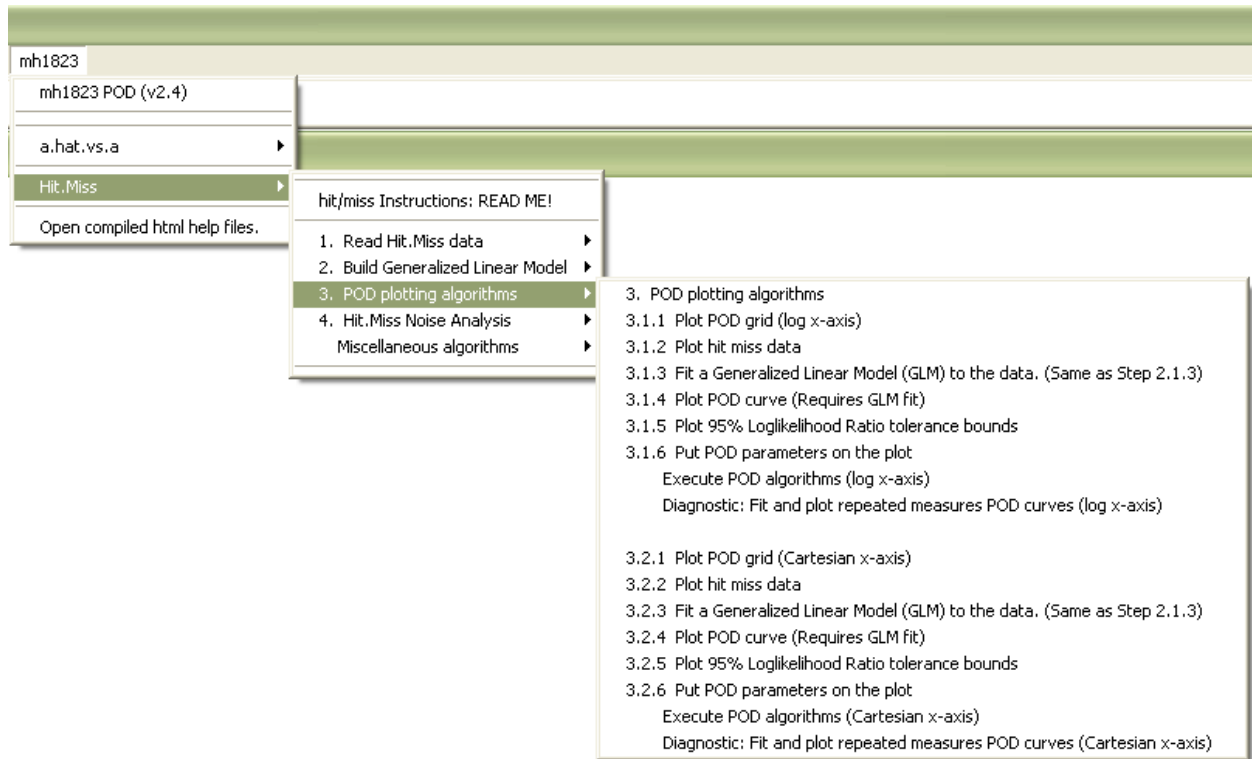 mh1823
mh1823 POD (v2.4)
a.hat.vs.a
Hit.Miss
Open compiled html help files.
hit/miss Instructions: READ ME!
1. Read Hit.Miss data
2. Build Generalized Linear Model
3. POD plotting algorithms
4. Hit.Miss Noise Analysis
Miscellaneous algorithms
3. POD plotting algorithms
3.1.1 Plot POD grid (log x-axis)
3.1.2 Plot hit miss data
3.1.3 Fit a Generalized Linear Model (GLM) to the data. (Same as Step 2.1.3)
3.1.4 Plot POD curve (Requires GLM fit)
3.1.5 Plot 95% Loglikelihood Ratio tolerance bounds
3.1.6 Put POD parameters on the plot
Execute POD algorithms (log x-axis)
Diagnostic: Fit and plot repeated measures POD curves (log x-axis)
3.2.1 Plot POD grid (Cartesian x-axis)
3.2.2 Plot hit miss data
3.2.3 Fit a Generalized Linear Model (GLM) to the data. (Same as Step 2.1.3)
3.2.4 Plot POD curve (Requires GLM fit)
3.2.5 Plot 95% Loglikelihood Ratio tolerance bounds
3.2.6 Put POD parameters on the plot
Execute POD algorithms (Cartesian x-axis)
Diagnostic: Fit and plot repeated measures POD curves (Cartesian x-axis)